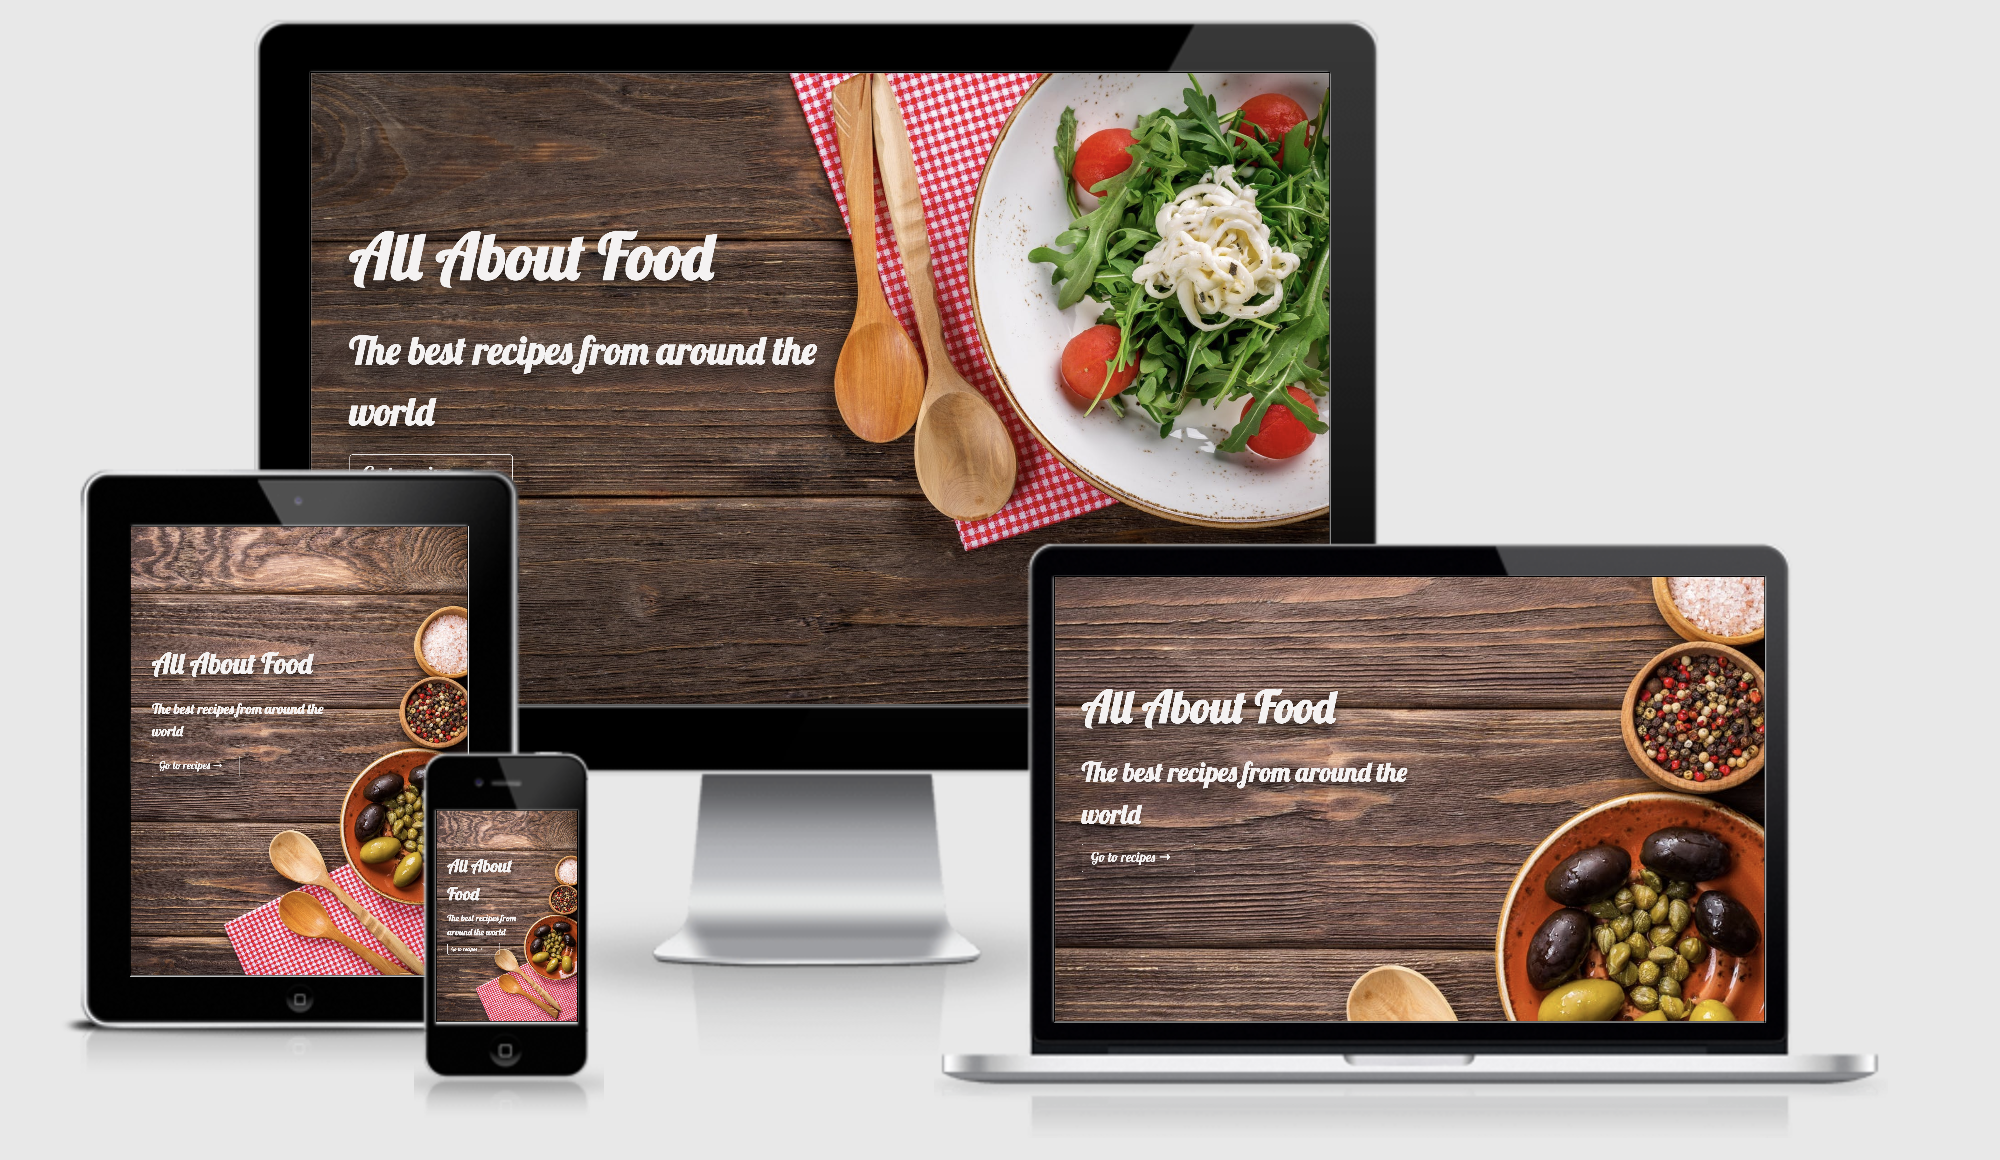 All About Food
The best recipes from around the
world
All About Food
The best recipes from around the
world
Go to recipes →
All About
Food
The best recipes from
around the world
Go to recipes →
All About Food
The best recipes from around the
world
Go to recipes →